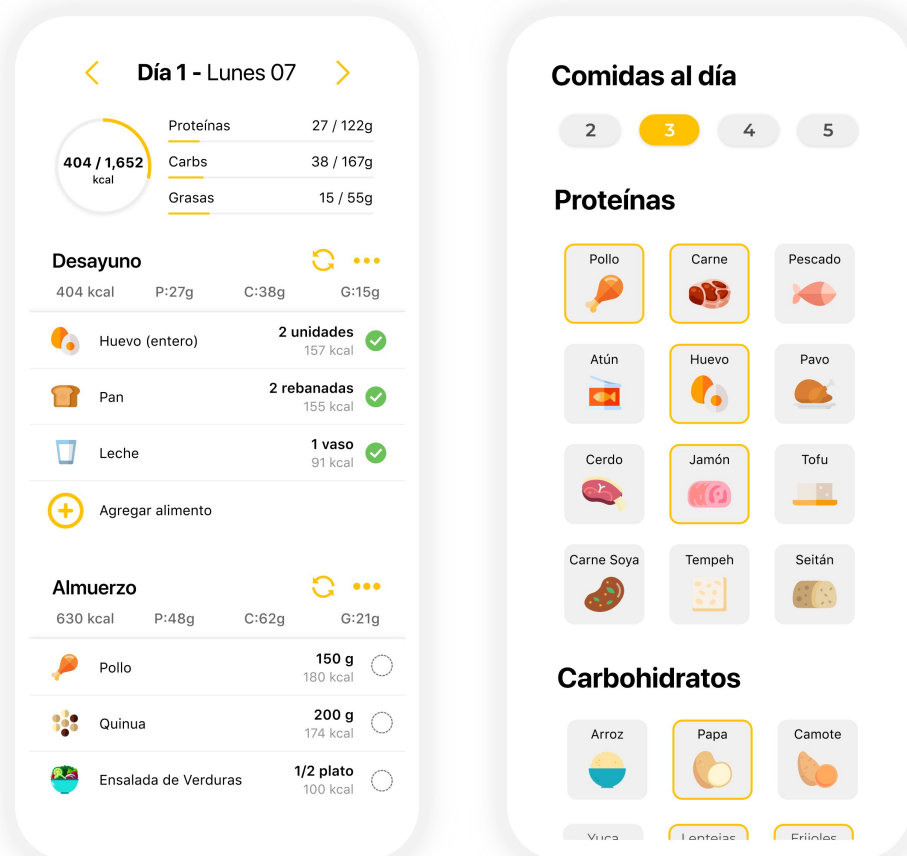 Día 1 - Lunes 07
404 / 1,652
kcal
Proteínas 27 / 122g
Carbs 38 / 167g
Grasas 15 / 55g
Desayuno
404 kcal P:27g C:38g G:15g
Huevo (entero) 2 unidades
157 kcal
Pan 2 rebanadas
155 kcal
Leche 1 vaso
91 kcal
Agregar alimento
Almuerzo
630 kcal P:48g C:62g G:21g
Pollo 150 g
180 kcal
Quinua 200 g
174 kcal
Ensalada de Verduras 1/2 plato
100 kcal
Comidas al día
2 3 4 5
Proteínas
Pollo Carne Pescado
Atún Huevo Pavo
Cerdo Jamón Tofu
Carne Soya Tempeh Seitán
Carbohidratos
Arroz Papa Camote
Yuca Lentejas Frijoles